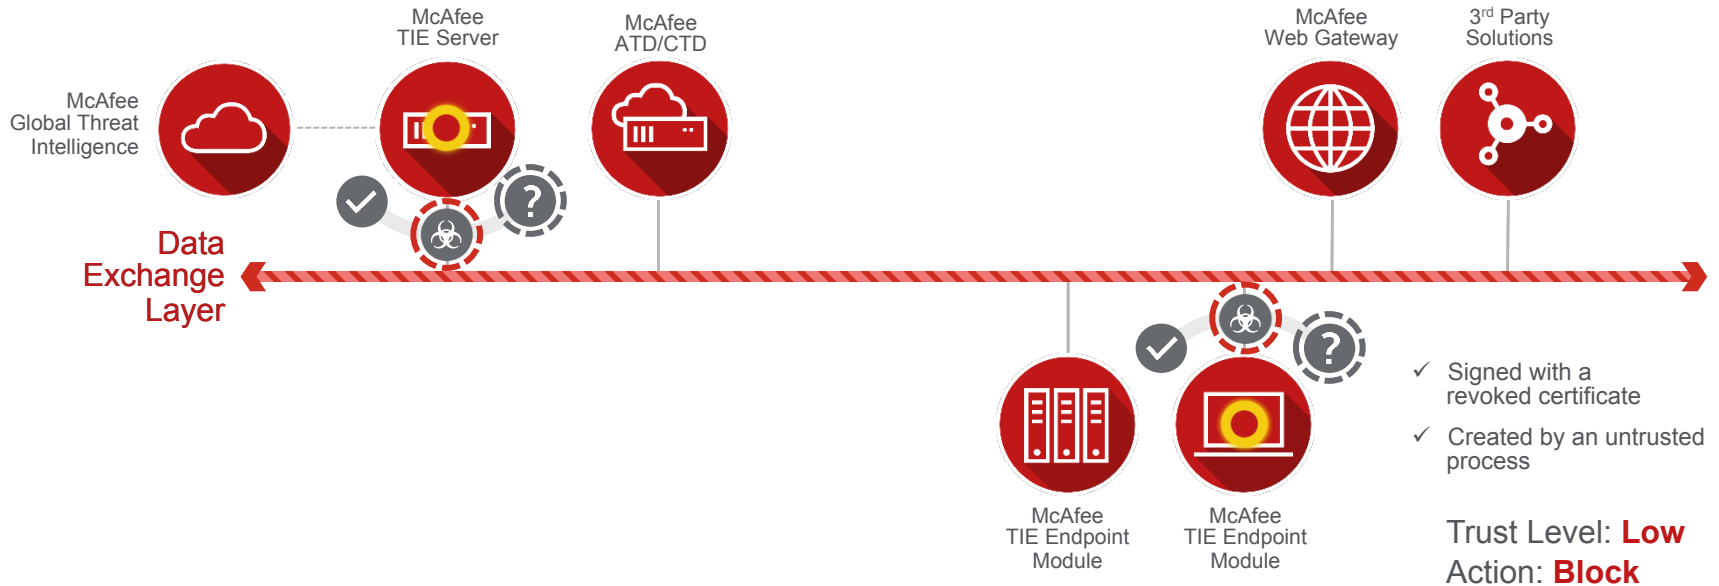 McAfee
TIE Server
McAfee
ATD/CTD
McAfee
Web Gateway
3rd Party
Solutions
McAfee
Global Threat
Intelligence
?
Data
Exchange
Layer
?
✓ Signed with a
revoked certificate
✓ Created by an untrusted
process
McAfee
TIE Endpoint
Module
McAfee
TIE Endpoint
Module
Trust Level: Low
Action: Block